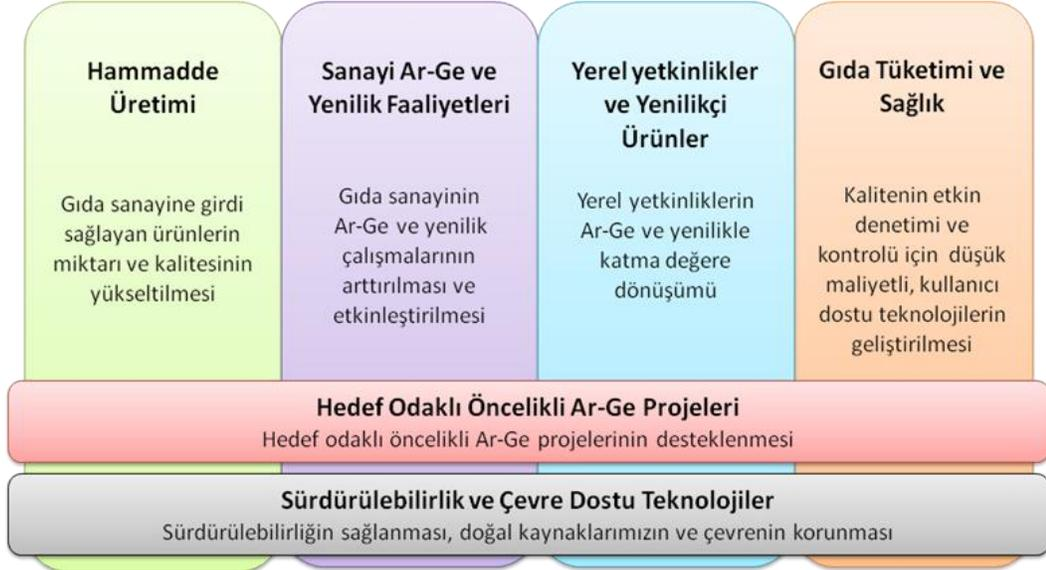 Hammadde
Üretimi
Gıda sanayine girdi
sağlayan ürünlerin
miktarı ve kalitesinin
yükseltilmesi
Sanayi Ar-Ge ve
Yenilik Faaliyetleri
Gıda sanayinin
Ar-Ge ve yenilik
çalışmalarının
arttırılması ve
etkinleştirilmesi
Yerel yetkinlikler
ve Yenilikçi
Ürünler
Yerel yetkinliklerin
Ar-Ge ve yenilikle
katma değere
dönüşümü
Gıda Tüketimi ve
Sağlık
Kalitenin etkin
denetimi ve
kontrolü için düşük
maliyetli, kullanıcı
dostu teknolojilerin
geliştirilmesi
Hedef Odaklı Öncelikli Ar-Ge Projeleri
Hedef odaklı öncelikli Ar-Ge projelerinin desteklenmesi
Sürdürülebilirlik ve Çevre Dostu Teknolojiler
Sürdürülebilirliğin sağlanması, doğal kaynaklarımızın ve çevrenin korunması